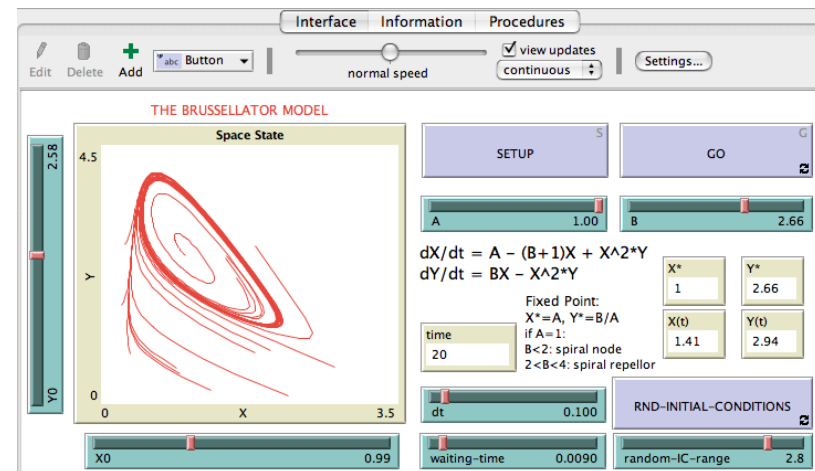 Interface Information Procedures
Edit Delete Add abc Button normal speed view updates continuous Settings...
THE BRUSSELLATOR MODEL
Space State
4.5
Y
0
0 X 3.5
2.58
Y0
X0 0.99
SETUP S
GO G
A 1.00
B 2.66
dX/dt = A - (B+1)X + X^2*Y
dY/dt = BX - X^2*Y
Fixed Point:
X*=A, Y*=B/A
if A=1:
B<2: spiral node
2<B<4: spiral repellor
X*
1
Y*
2.66
X(t)
1.41
Y(t)
2.94
time
20
dt 0.100
RND-INITIAL-CONDITIONS
waiting-time 0.0090
random-IC-range 2.8